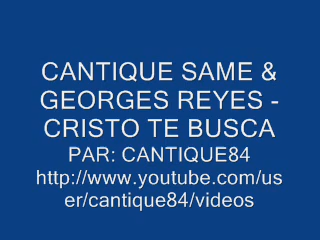 CANTIQUE SAME &
GEORGES REYES -
CRISTO TE BUSCA
PAR: CANTIQUE84
http://www.youtube.com/us
er/cantique84/videos